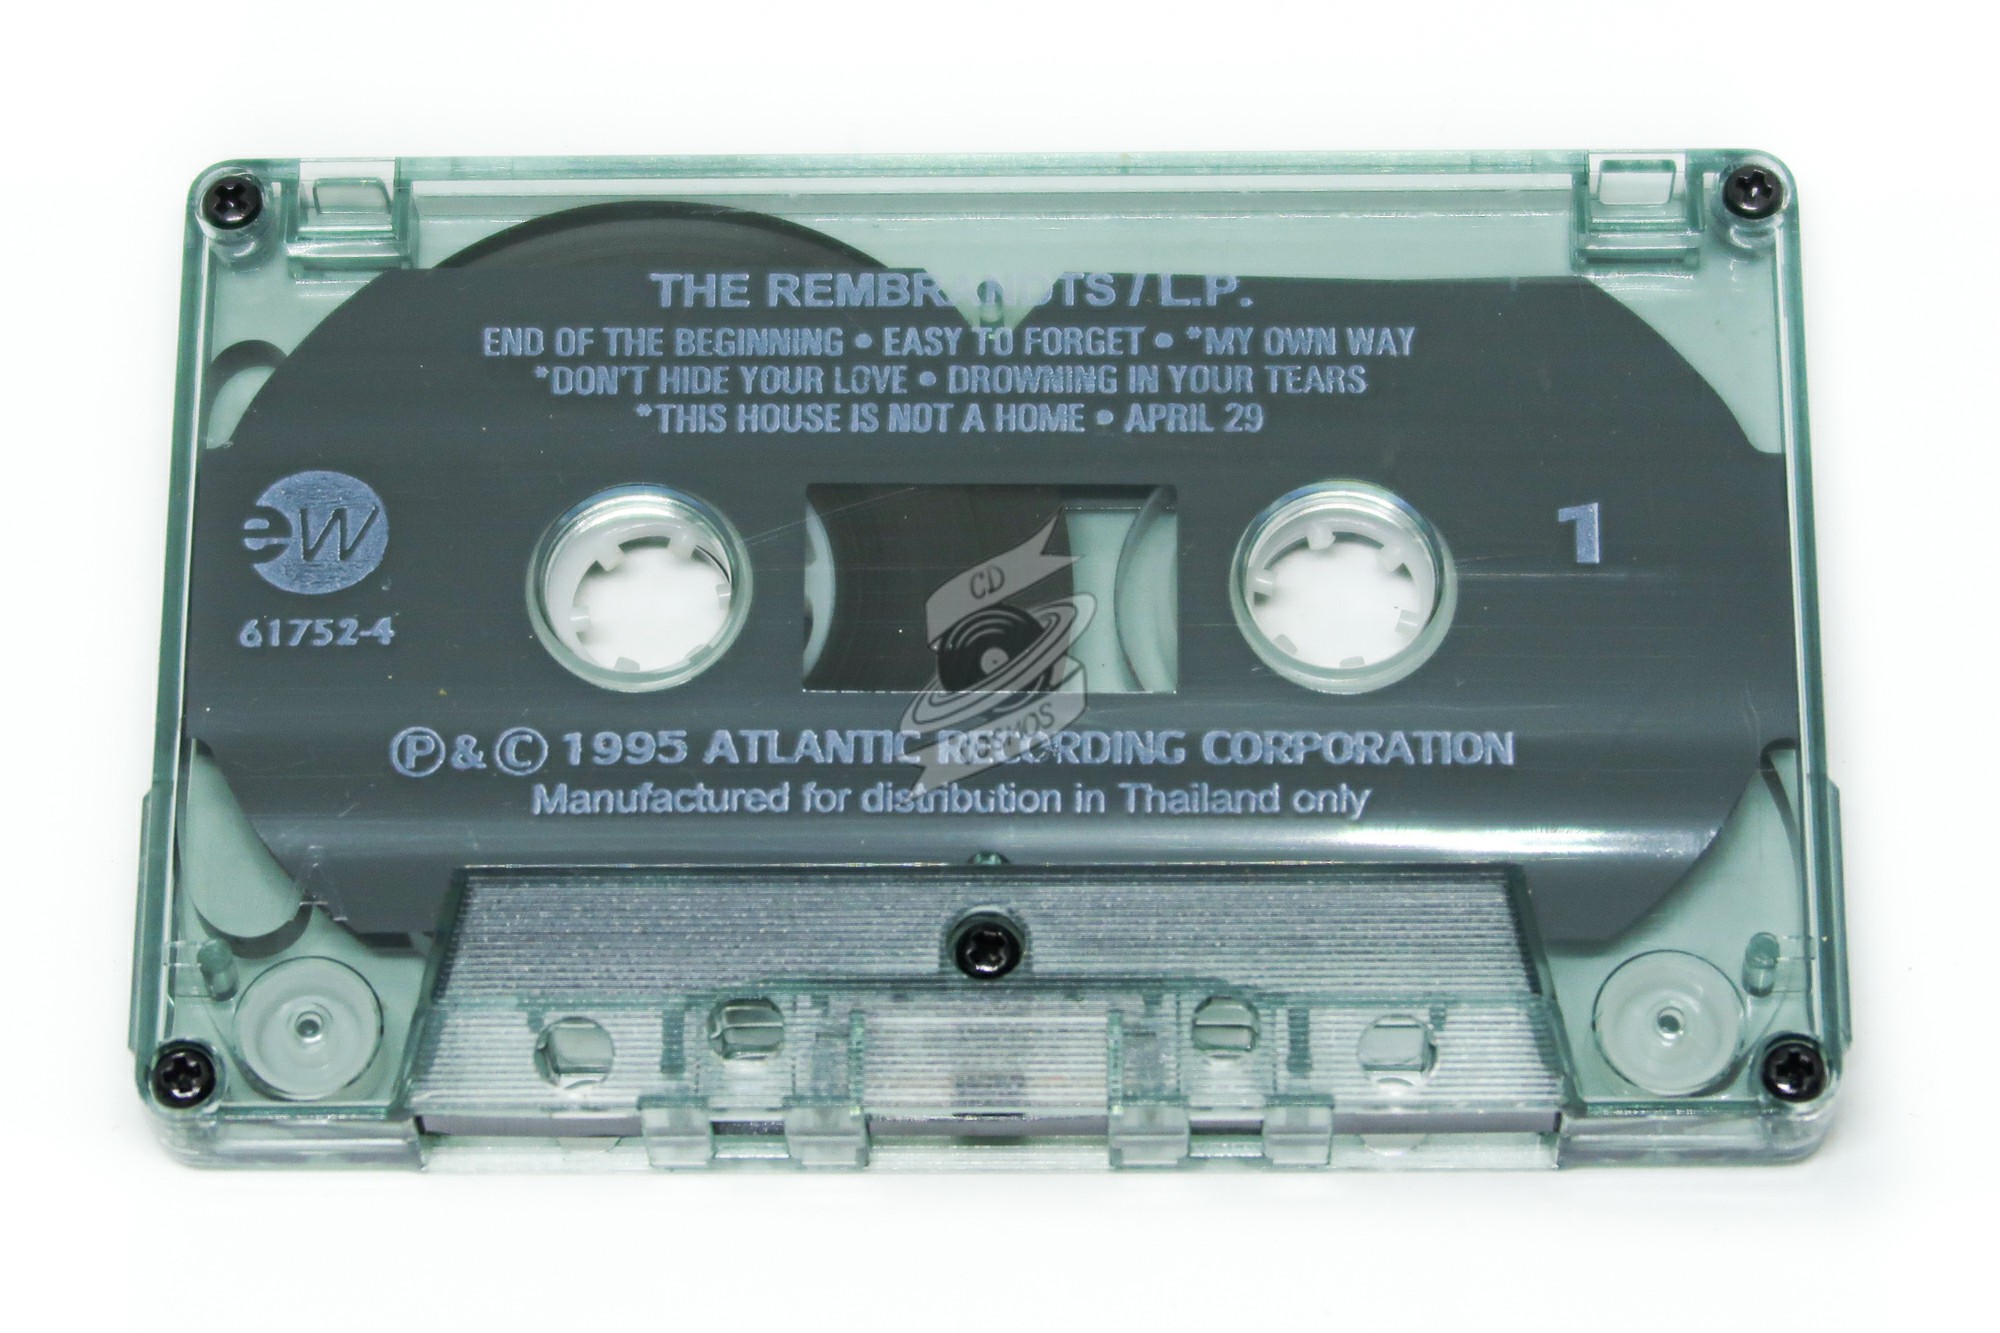 THE REMBRANDTS / L.P.
END OF THE BEGINNING • EASY TO FORGET • *MY OWN WAY
*DON'T HIDE YOUR LOVE • DROWNING IN YOUR TEARS
*THIS HOUSE IS NOT A HOME • APRIL 29
ew
61752-4
1
CD
COSMOS
Ⓟ & © 1995 ATLANTIC RECORDING CORPORATION
Manufactured for distribution in Thailand only
A